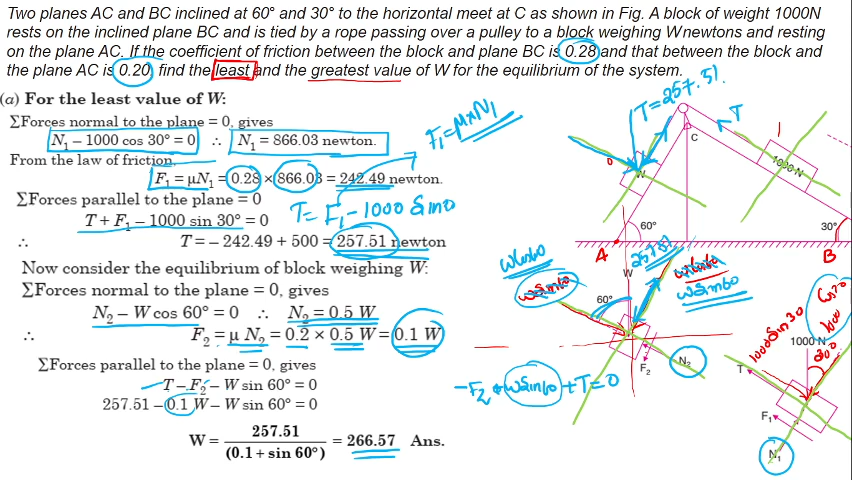 Two planes AC and BC inclined at 60° and 30° to the horizontal meet at C as shown in Fig. A block of weight 1000N
rests on the inclined plane BC and is tied by a rope passing over a pulley to a block weighing W newtons and resting
on the plane AC. If the coefficient of friction between the block and plane BC is 0.28 and that between the block and
the plane AC is 0.20, find the least and the greatest value of W for the equilibrium of the system.
(a) For the least value of W:
ΣForces normal to the plane = 0, gives
N₁ – 1000 cos 30° = 0 ∴ N₁ = 866.03 newton.
From the law of friction,
F₁ = μN₁ = 0.28 × 866.03 = 242.49 newton.
ΣForces parallel to the plane = 0
T + F₁ – 1000 sin 30° = 0
∴ T = – 242.49 + 500 = 257.51 newton
Now consider the equilibrium of block weighing W:
ΣForces normal to the plane = 0, gives
N₂ – W cos 60° = 0 ∴ N₂ = 0.5 W
∴ F₂ = μ N₂ = 0.2 × 0.5 W = 0.1 W
ΣForces parallel to the plane = 0, gives
T – F₂ – W sin 60° = 0
257.51 – 0.1 W – W sin 60° = 0
W = 257.51 / (0.1 + sin 60°) = 266.57 Ans.
F₁ = μ×N₁
T = F₁ - 1000 Sin0
T = 257.51
T
C
W
1000 N
60°
30°
A
B
W
60°
F₂
N₂
-F₂ + wSin60 + T = 0
wSin60
1000 Sin30
1000 N
Cos30
1000
T
F₁
N₁